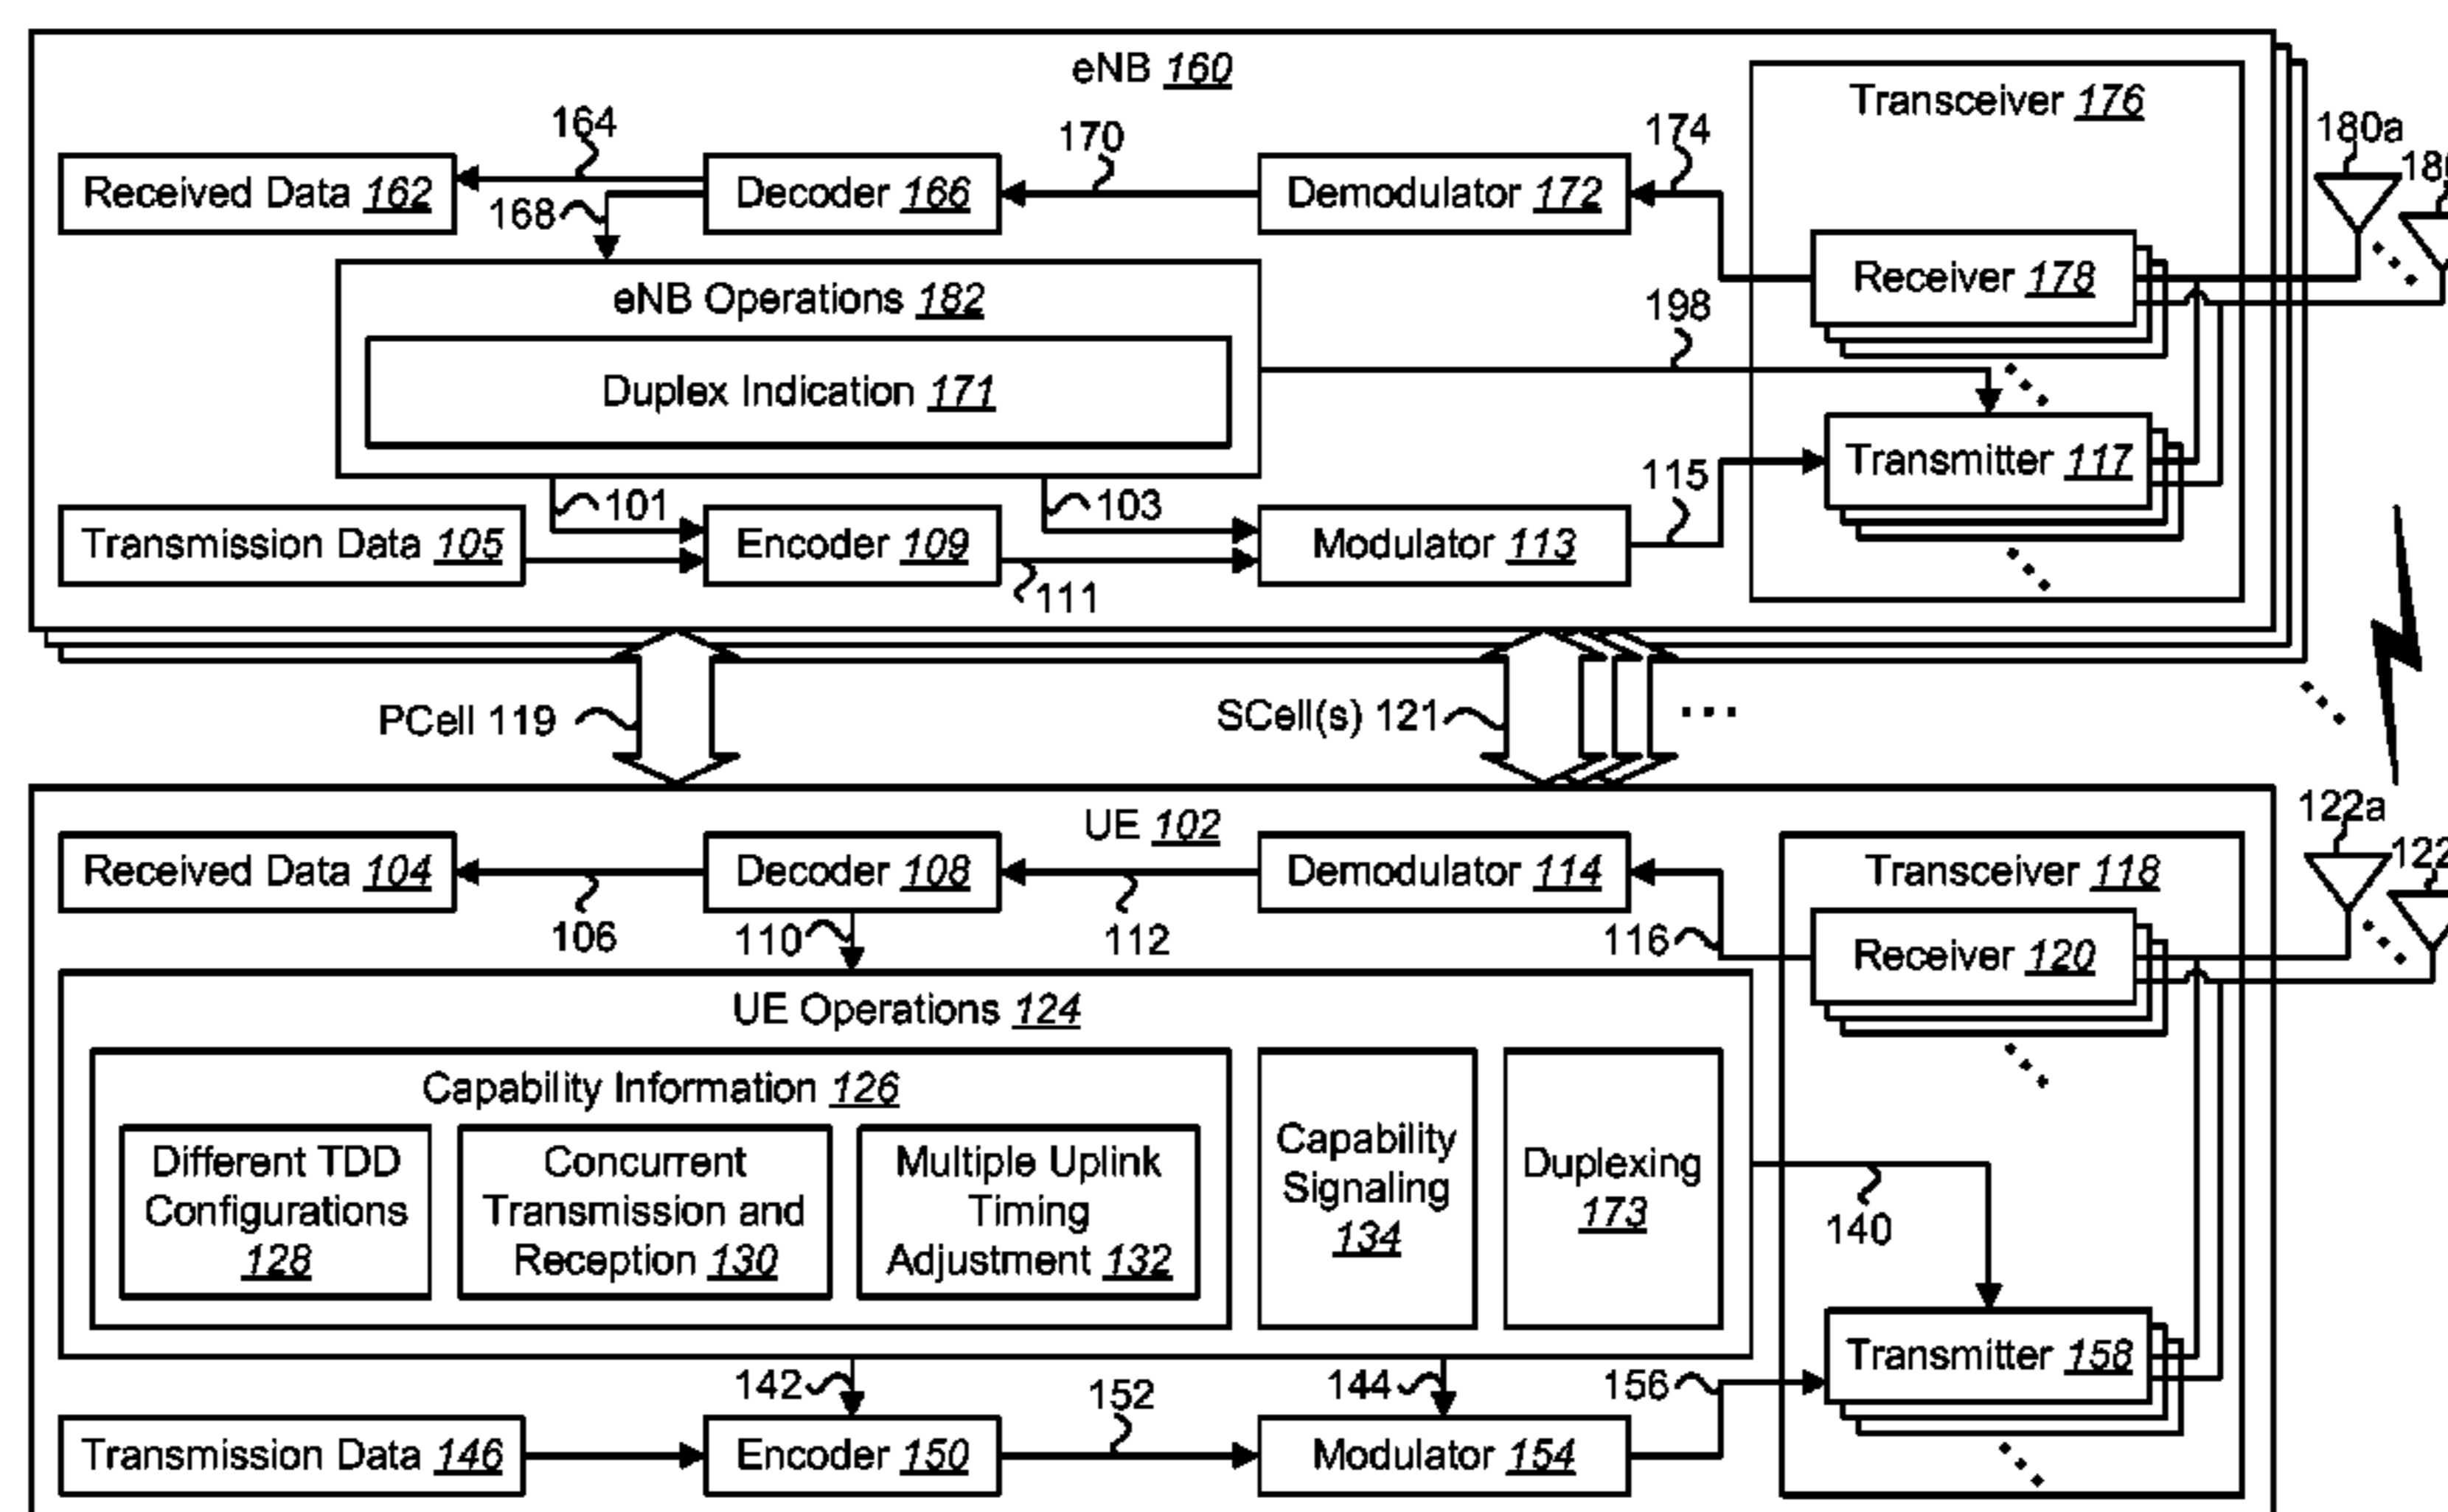 eNB 160
Transceiver 176
164
170
174
180a
Received Data 162
168
Decoder 166
Demodulator 172
Receiver 178
eNB Operations 182
198
Duplex Indication 171
Transmitter 117
115
101
103
Transmission Data 105
Encoder 109
Modulator 113
111
PCell 119
SCell(s) 121
...
UE 102
122a
Received Data 104
Decoder 108
Demodulator 114
Transceiver 118
106
110
112
116
Receiver 120
UE Operations 124
Capability Information 126
Different TDD
Configurations
128
Concurrent
Transmission and
Reception 130
Multiple Uplink
Timing
Adjustment 132
Capability
Signaling
134
Duplexing
173
140
Transmitter 158
142
152
144
156
Transmission Data 146
Encoder 150
Modulator 154